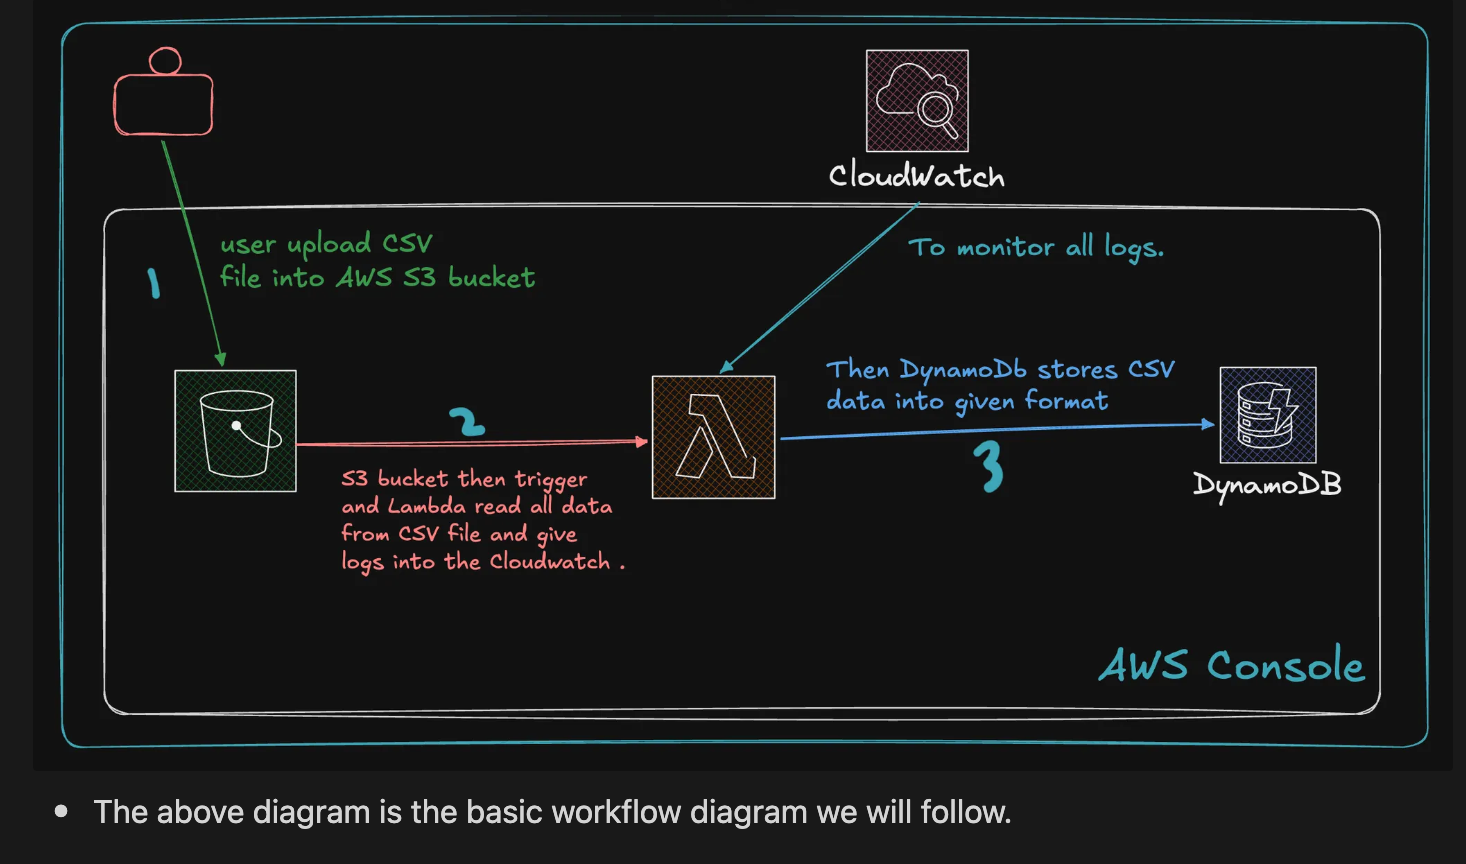 CloudWatch
user upload CSV
file into AWS S3 bucket
1
To monitor all logs.
2
S3 bucket then trigger
and Lambda read all data
from CSV file and give
logs into the Cloudwatch .
Then DynamoDb stores CSV
data into given format
3
DynamoDB
AWS Console
• The above diagram is the basic workflow diagram we will follow.